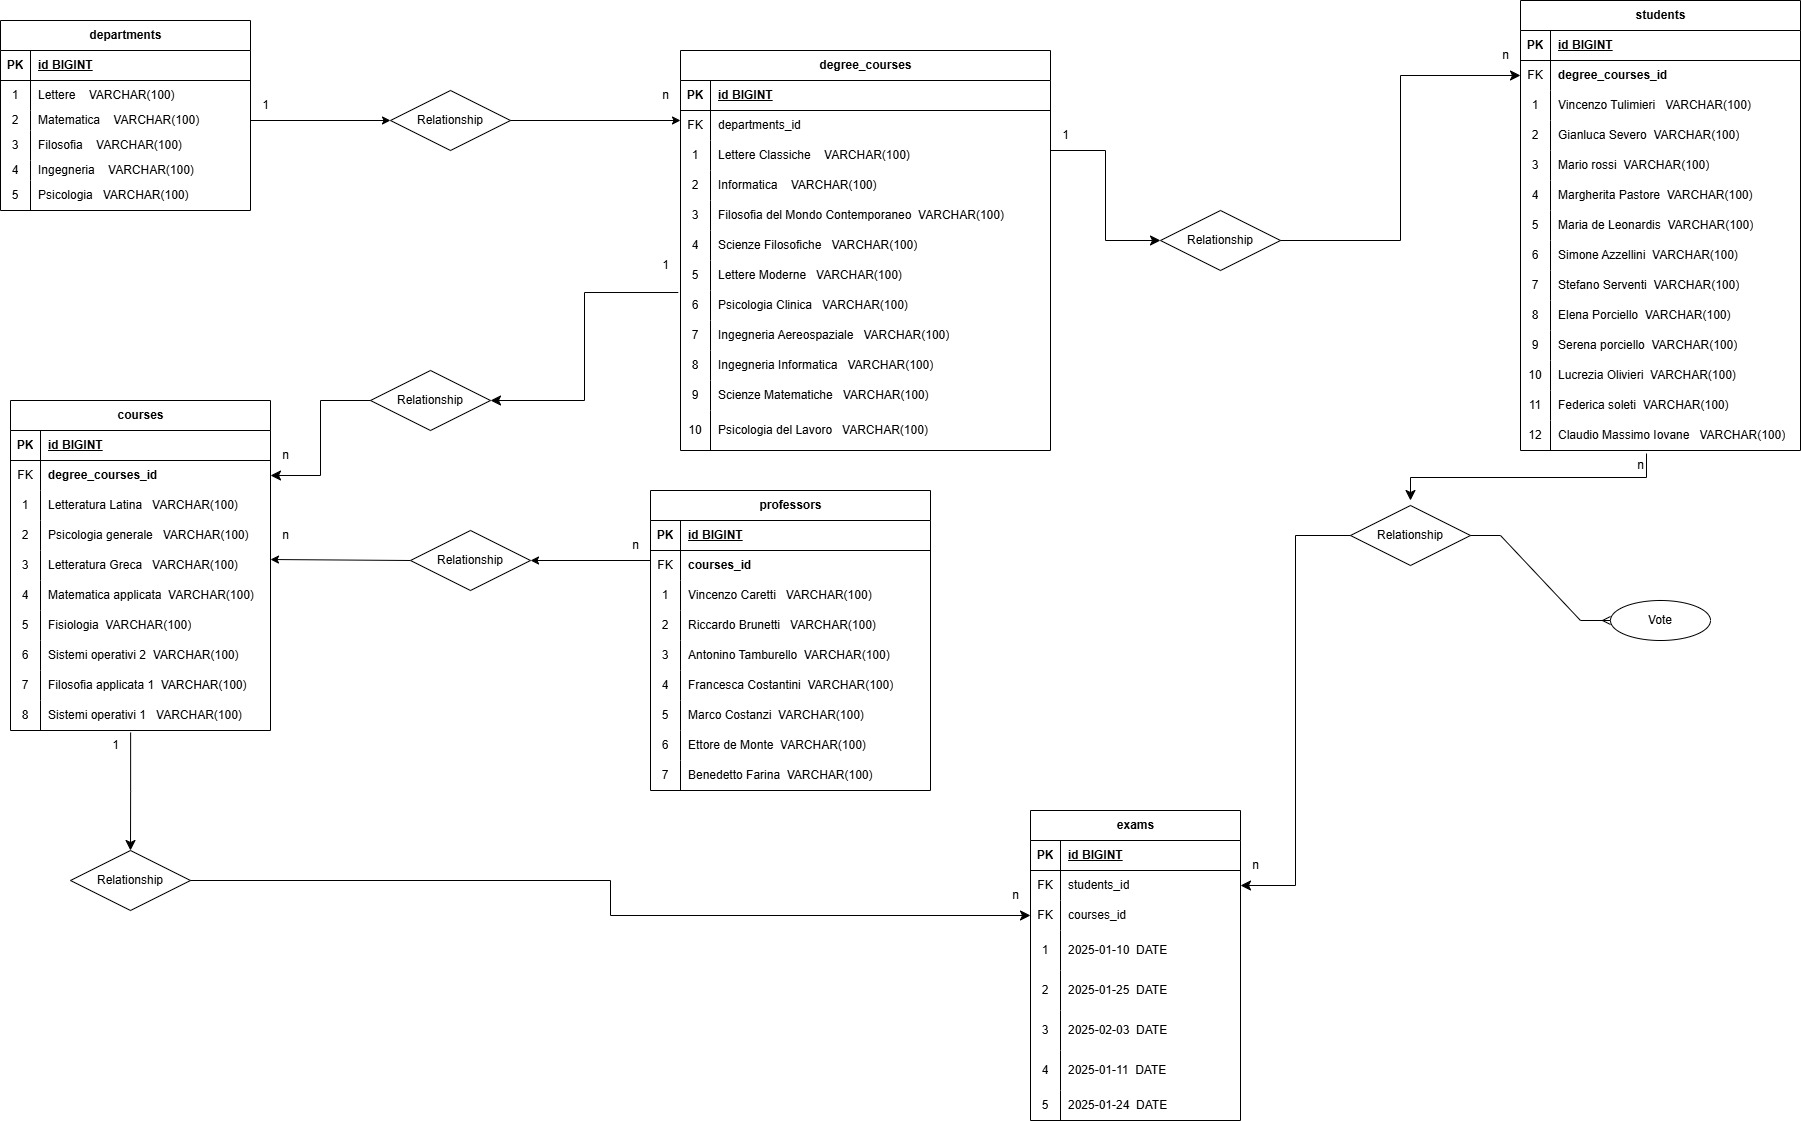 departments
PK id BIGINT
1 Lettere VARCHAR(100)
2 Matematica VARCHAR(100)
3 Filosofia VARCHAR(100)
4 Ingegneria VARCHAR(100)
5 Psicologia VARCHAR(100)
1
Relationship
n
degree_courses
PK id BIGINT
FK departments_id
1 Lettere Classiche VARCHAR(100)
2 Informatica VARCHAR(100)
3 Filosofia del Mondo Contemporaneo VARCHAR(100)
4 Scienze Filosofiche VARCHAR(100)
5 Lettere Moderne VARCHAR(100)
6 Psicologia Clinica VARCHAR(100)
7 Ingegneria Aereospaziale VARCHAR(100)
8 Ingegneria Informatica VARCHAR(100)
9 Scienze Matematiche VARCHAR(100)
10 Psicologia del Lavoro VARCHAR(100)
1
Relationship
n
students
PK id BIGINT
FK degree_courses_id
1 Vincenzo Tulimieri VARCHAR(100)
2 Gianluca Severo VARCHAR(100)
3 Mario rossi VARCHAR(100)
4 Margherita Pastore VARCHAR(100)
5 Maria de Leonardis VARCHAR(100)
6 Simone Azzellini VARCHAR(100)
7 Stefano Serventi VARCHAR(100)
8 Elena Porciello VARCHAR(100)
9 Serena porciello VARCHAR(100)
10 Lucrezia Olivieri VARCHAR(100)
11 Federica soleti VARCHAR(100)
12 Claudio Massimo Iovane VARCHAR(100)
1
Relationship
n
courses
PK id BIGINT
FK degree_courses_id
1 Letteratura Latina VARCHAR(100)
2 Psicologia generale VARCHAR(100)
3 Letteratura Greca VARCHAR(100)
4 Matematica applicata VARCHAR(100)
5 Fisiologia VARCHAR(100)
6 Sistemi operativi 2 VARCHAR(100)
7 Filosofia applicata 1 VARCHAR(100)
8 Sistemi operativi 1 VARCHAR(100)
n
Relationship
n
professors
PK id BIGINT
FK courses_id
1 Vincenzo Caretti VARCHAR(100)
2 Riccardo Brunetti VARCHAR(100)
3 Antonino Tamburello VARCHAR(100)
4 Francesca Costantini VARCHAR(100)
5 Marco Costanzi VARCHAR(100)
6 Ettore de Monte VARCHAR(100)
7 Benedetto Farina VARCHAR(100)
n
Relationship
Vote
n
1
Relationship
n
exams
PK id BIGINT
FK students_id
FK courses_id
1 2025-01-10 DATE
2 2025-01-25 DATE
3 2025-02-03 DATE
4 2025-01-11 DATE
5 2025-01-24 DATE